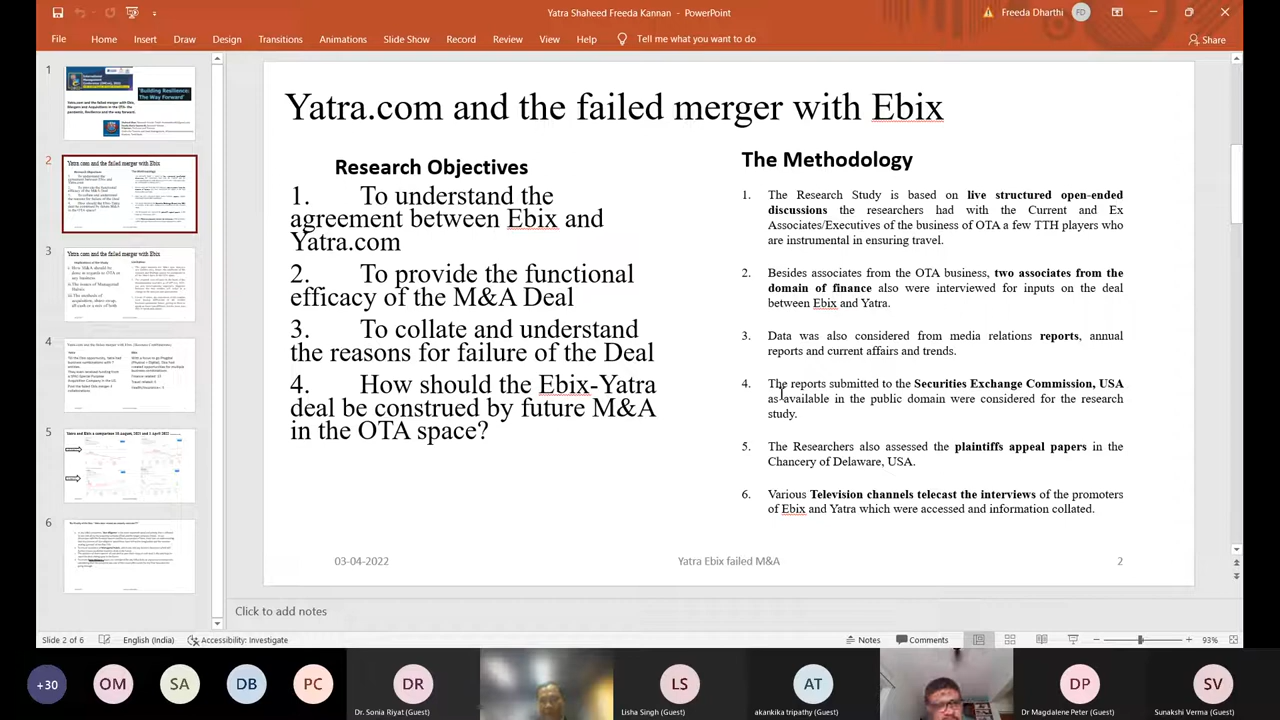 Yatra Shaheed Freeda Kannan - PowerPoint
Freeda Dharthi
FD
File Home Insert Draw Design Transitions Animations Slide Show Record Review View Help Tell me what you want to do
Share
1
2
3
4
5
6
Yatra.com and the failed merger with Ebix
Research Objectives
1. To understand the
agreement between Ebix and
Yatra.com
2. To provide the functional
efficacy of the M&A Deal
3. To collate and understand
the reasons for failure of the Deal
4. How should the Ebix-Yatra
deal be construed by future M&A
in the OTA space?
The Methodology
1. The research Study is based on five structured open-ended
discussions the Researchers had with the Current and Ex
Associates/Executives of the business of OTA a few TTH players who
are instrumental in ensuring travel.
2. Besides associates from the OTA business, two associates from the
domain of finance also were interviewed for inputs on the deal
between Ebix and Yatra.
3. Data was also considered from media relations reports, annual
reports and current affairs and trends.
4. The reports submitted to the Securities Exchange Commission, USA
as available in the public domain were considered for the research
study.
5. The Researchers also assessed the plaintiffs appeal papers in the
Chancery of Delaware, USA.
6. Various Television channels telecast the interviews of the promoters
of Ebix and Yatra which were accessed and information collated.
03-04-2022
Yatra Ebix failed M&A
2
Click to add notes
Slide 2 of 6
English (India)
Accessibility: Investigate
Notes
Comments
93%
+30
OM
SA
DB
PC
DR
LS
AT
DP
SV
Dr. Sonia Riyat (Guest)
Lisha Singh (Guest)
akankika tripathy (Guest)
Dr Magdalene Peter (Guest)
Sunakshi Verma (Guest)